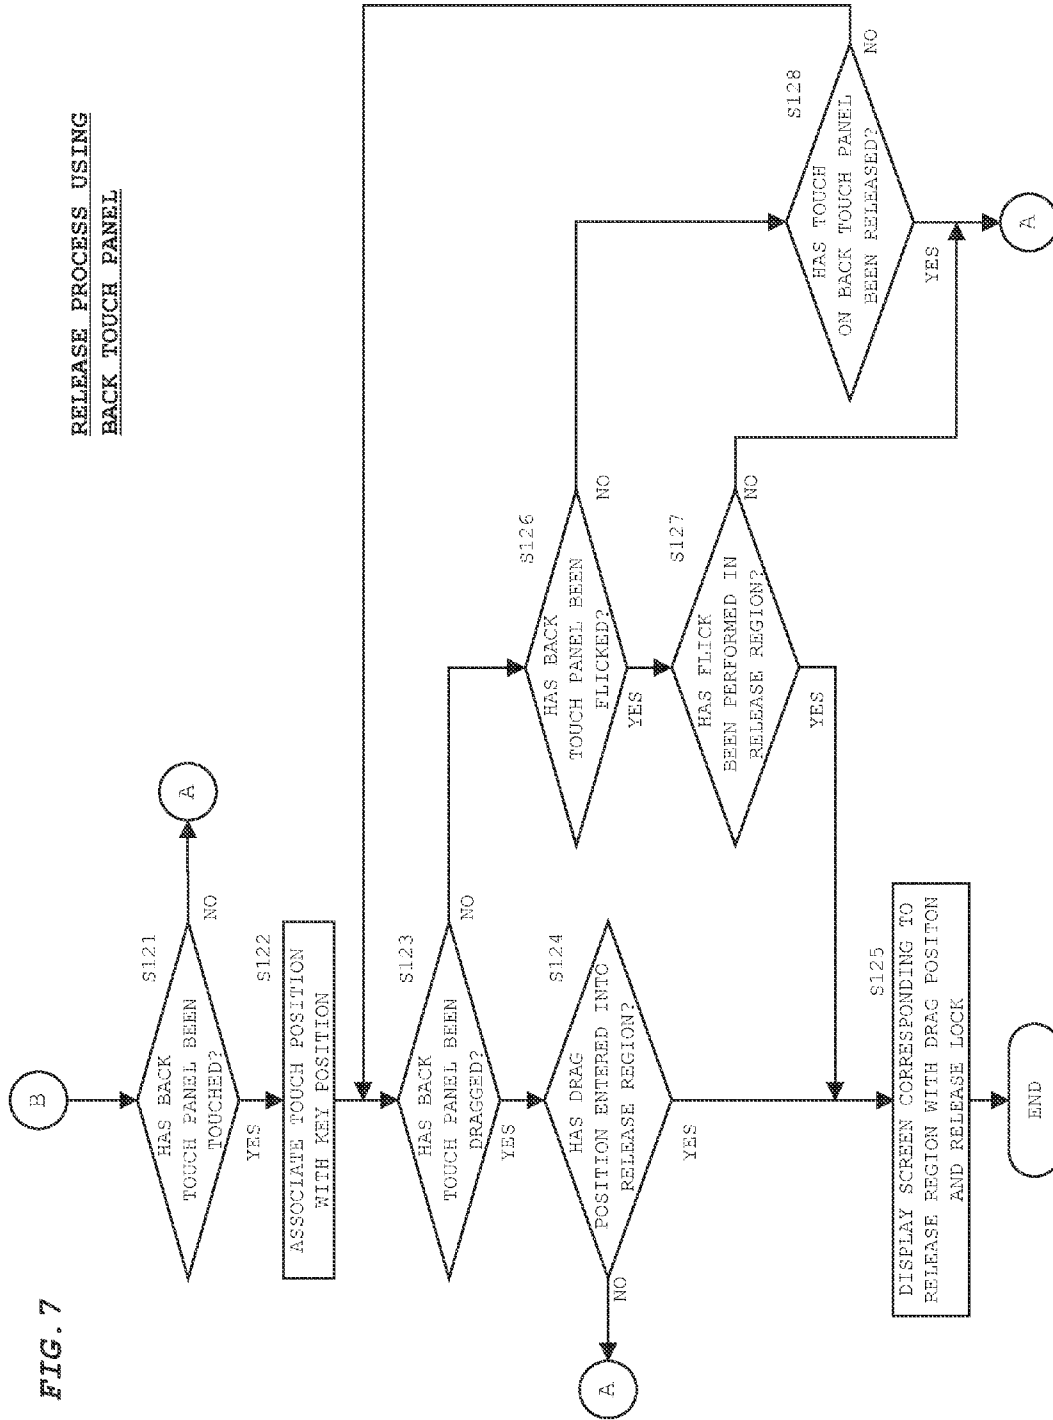 FIG. 7
RELEASE PROCESS USING
BACK TOUCH PANEL
B
S121
HAS BACK
TOUCH PANEL BEEN
TOUCHED?
NO
A
YES
S122
ASSOCIATE TOUCH POSITION
WITH KEY POSITION
S123
HAS BACK
TOUCH PANEL BEEN
DRAGGED?
NO
YES
S124
HAS DRAG
POSITION ENTERED INTO
RELEASE REGION?
NO
A
YES
S126
HAS BACK
TOUCH PANEL BEEN
FLICKED?
NO
YES
S127
HAS FLICK
BEEN PERFORMED IN
RELEASE REGION?
NO
YES
S128
HAS TOUCH
ON BACK TOUCH PANEL
BEEN RELEASED?
NO
YES
A
S125
DISPLAY SCREEN CORRESPONDING TO
RELEASE REGION WITH DRAG POSITON
AND RELEASE LOCK
END